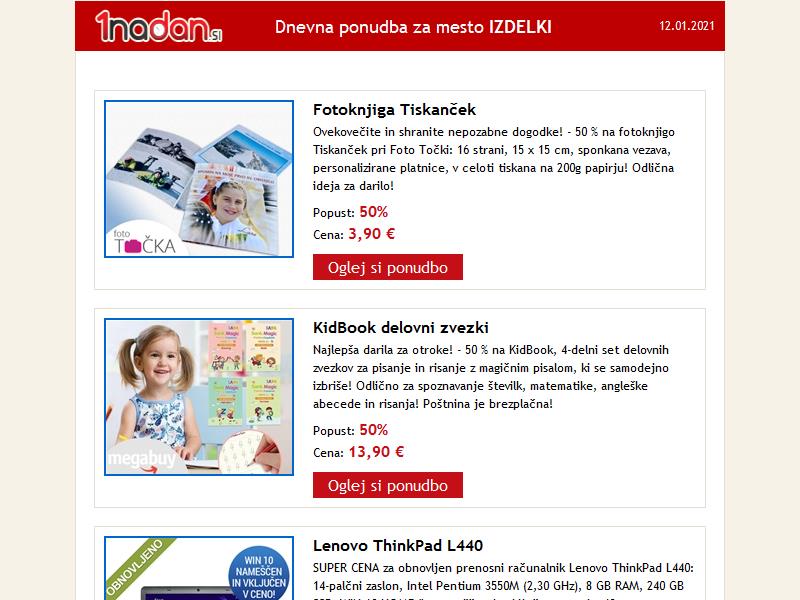 1nadan.si
Dnevna ponudba za mesto IZDELKI
12.01.2021
foto
TOČKA
Fotoknjiga Tiskanček
Ovekovečite in shranite nepozabne dogodke! - 50 % na fotoknjigo
Tiskanček pri Foto Točki: 16 strani, 15 x 15 cm, sponkana vezava,
personalizirane platnice, v celoti tiskana na 200g papirju! Odlična
ideja za darilo!
Popust: 50%
Cena: 3,90 €
Oglej si ponudbo
megabuy
KidBook delovni zvezki
Najlepša darila za otroke! - 50 % na KidBook, 4-delni set delovnih
zvezkov za pisanje in risanje z magičnim pisalom, ki se samodejno
izbriše! Odlično za spoznavanje številk, matematike, angleške
abecede in risanja! Poštnina je brezplačna!
Popust: 50%
Cena: 13,90 €
Oglej si ponudbo
OBNOVLJENO
WIN 10
NAMEŠČEN
IN VKLJUČEN
V CENO!
Lenovo ThinkPad L440
SUPER CENA za obnovljen prenosni računalnik Lenovo ThinkPad L440:
14-palčni zaslon, Intel Pentium 3550M (2,30 GHz), 8 GB RAM, 240 GB